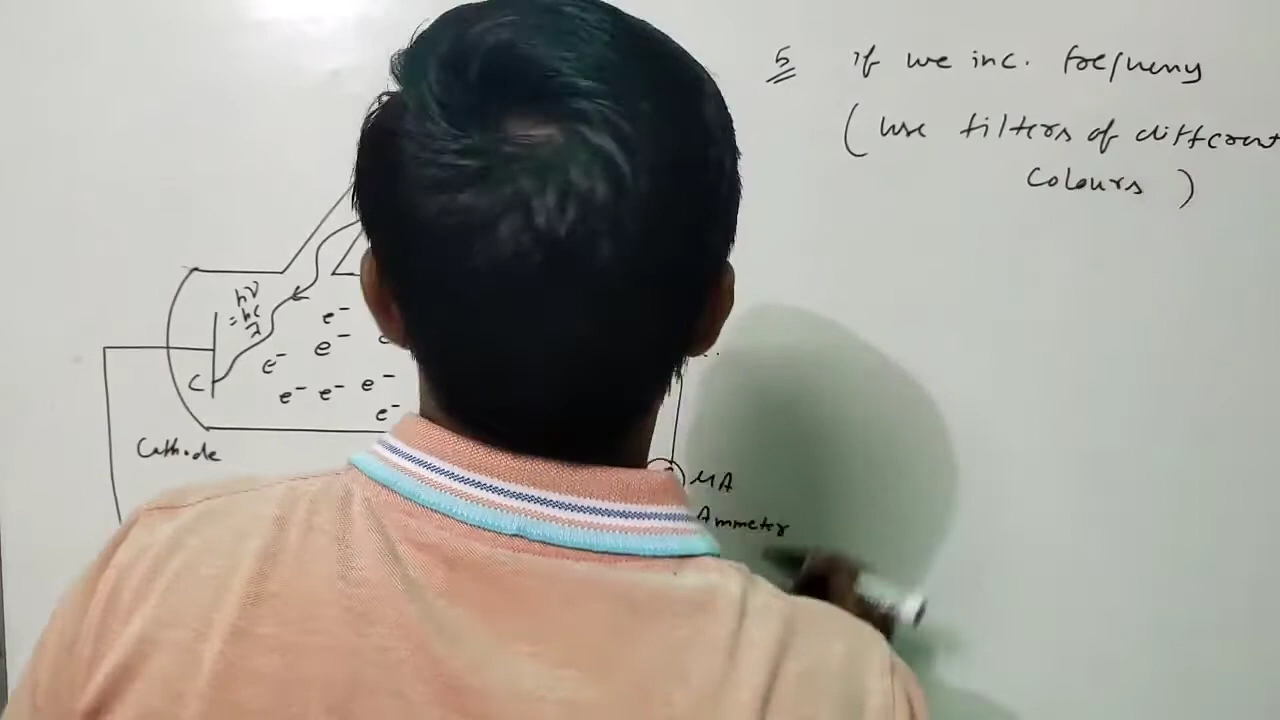 5 if we inc. frequency
(use filters of different
colours)
hν
= hc
λ
e⁻
e⁻
e⁻
e⁻ e⁻ e⁻
e⁻
C
Cathode
μA
Ammeter